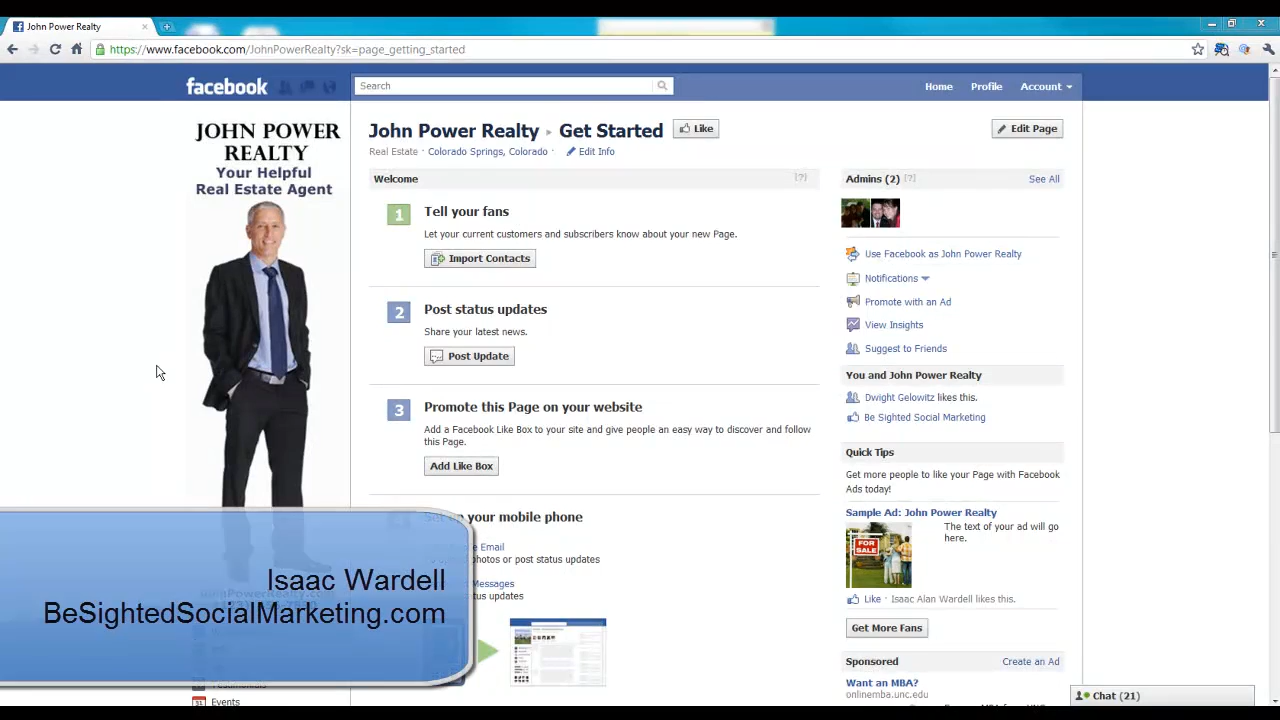 John Power Realty
https://www.facebook.com/JohnPowerRealty?sk=page_getting_started
facebook
Search
Home
Profile
Account
JOHN POWER
REALTY
Your Helpful
Real Estate Agent
John Power Realty ▸ Get Started
Like
Edit Page
Real Estate · Colorado Springs, Colorado · Edit Info
Welcome
[?]
1
Tell your fans
Let your current customers and subscribers know about your new Page.
Import Contacts
2
Post status updates
Share your latest news.
Post Update
3
Promote this Page on your website
Add a Facebook Like Box to your site and give people an easy way to discover and follow
this Page.
Add Like Box
your mobile phone
Email
photos or post status updates
Messages
status updates
Isaac Wardell
BeSightedSocialMarketing.com
Events
Admins (2) [?]
See All
Use Facebook as John Power Realty
Notifications
Promote with an Ad
View Insights
Suggest to Friends
You and John Power Realty
Dwight Gelowitz likes this.
Be Sighted Social Marketing
Quick Tips
Get more people to like your Page with Facebook
Ads today!
Sample Ad: John Power Realty
FOR
SALE
The text of your ad will go
here.
Like · Isaac Alan Wardell likes this.
Get More Fans
Sponsored
Create an Ad
Want an MBA?
onlinemba.unc.edu
Chat (21)